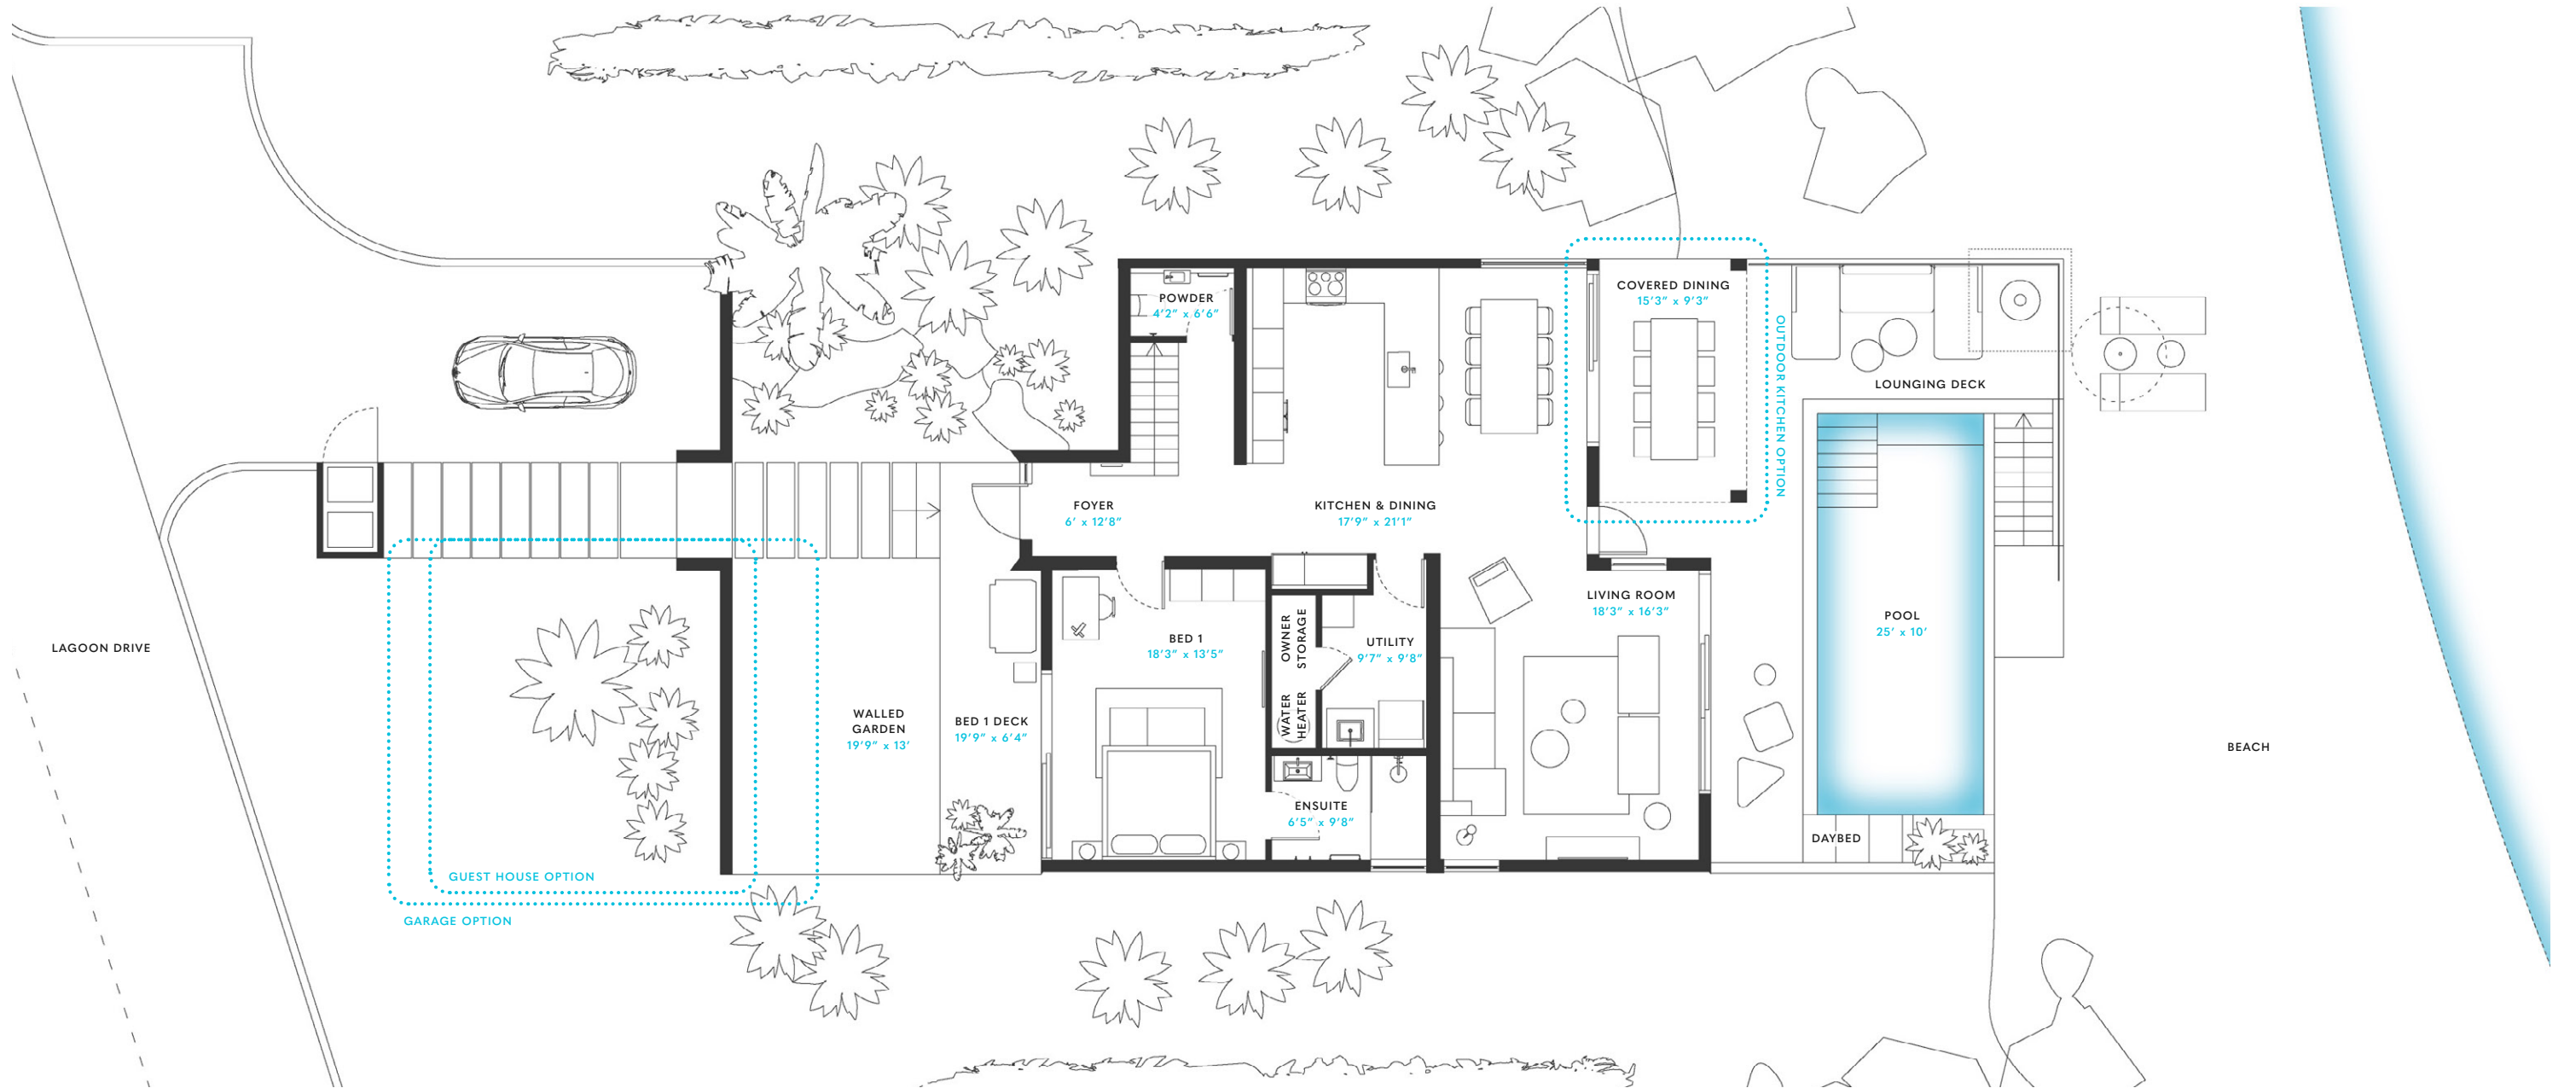 POWDER
4'2" x 6'6"
COVERED DINING
15'3" x 9'3"
OUTDOOR KITCHEN OPTION
LOUNGING DECK
FOYER
6' x 12'8"
KITCHEN & DINING
17'9" x 21'1"
LIVING ROOM
18'3" x 16'3"
POOL
25' x 10'
LAGOON DRIVE
BED 1
18'3" x 13'5"
OWNER
STORAGE
UTILITY
9'7" x 9'8"
WATER
HEATER
WALLED
GARDEN
19'9" x 13'
BED 1 DECK
19'9" x 6'4"
BEACH
ENSUITE
6'5" x 9'8"
DAYBED
GUEST HOUSE OPTION
GARAGE OPTION